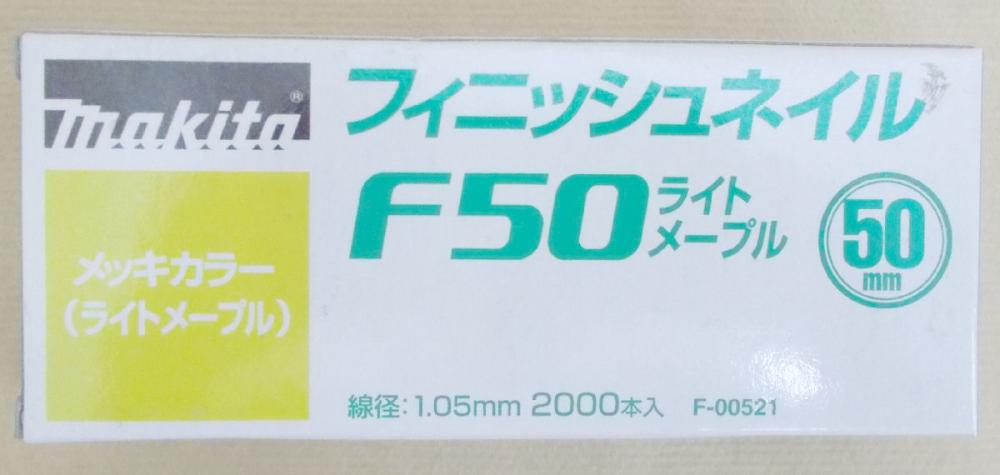 makita®
フィニッシュネイル
F50 ライト
メープル
50
mm
メッキカラー
(ライトメープル)
線径:1.05mm 2000本入 F-00521